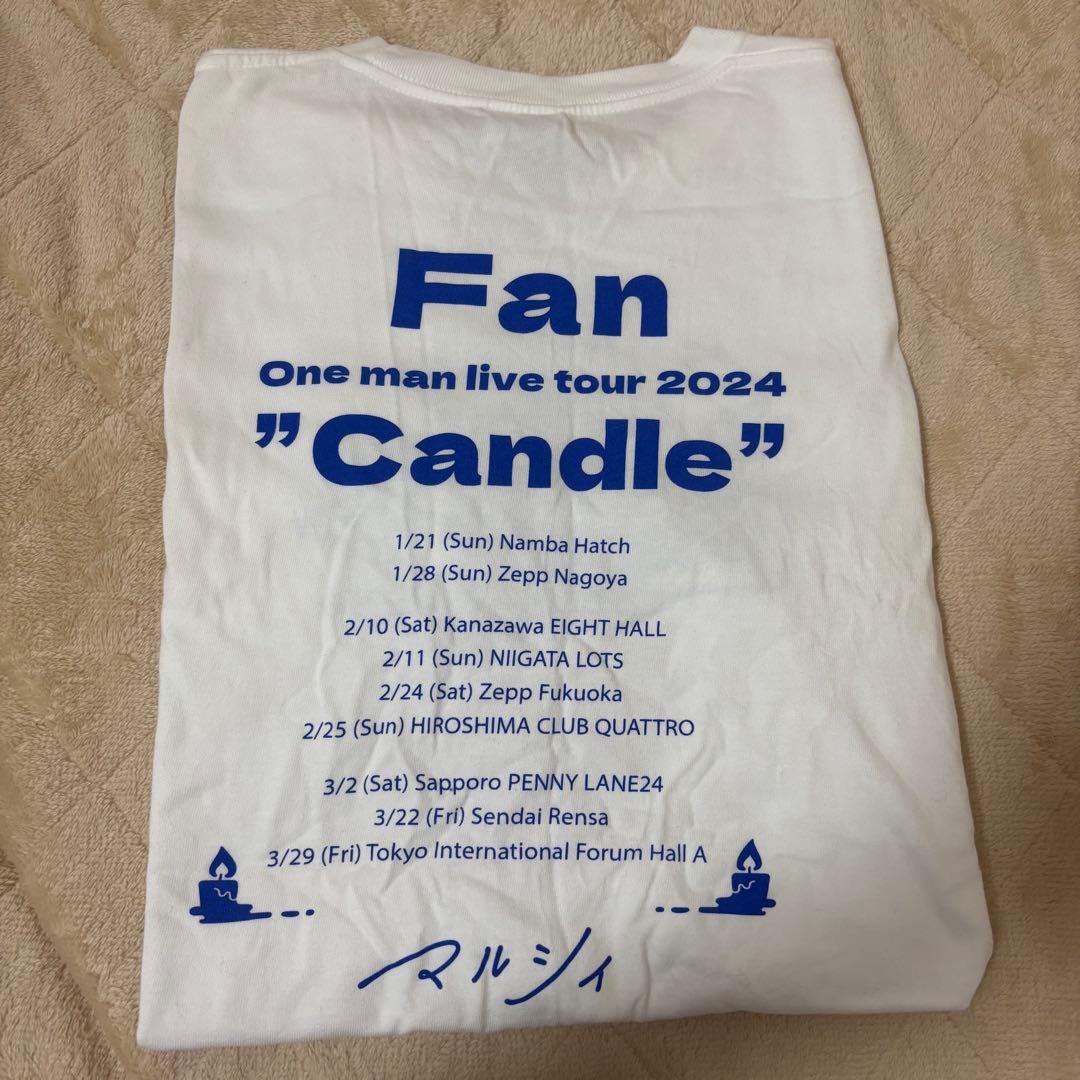 Fan
One man live tour 2024
”Candle”
1/21 (Sun) Namba Hatch
1/28 (Sun) Zepp Nagoya
2/10 (Sat) Kanazawa EIGHT HALL
2/11 (Sun) NIIGATA LOTS
2/24 (Sat) Zepp Fukuoka
2/25 (Sun) HIROSHIMA CLUB QUATTRO
3/2 (Sat) Sapporo PENNY LANE24
3/22 (Fri) Sendai Rensa
3/29 (Fri) Tokyo International Forum Hall A
マルシィ